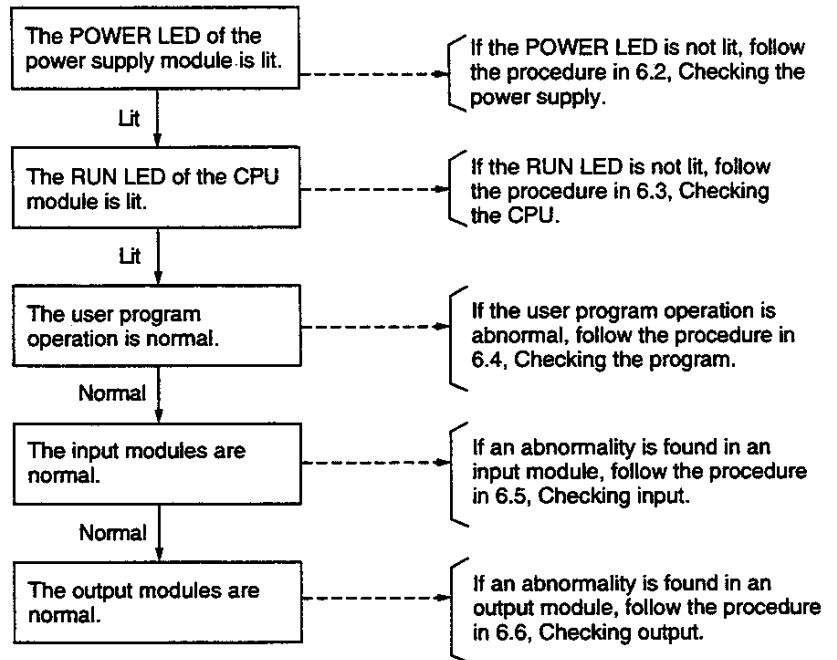 The POWER LED of the
power supply module is lit.
If the POWER LED is not lit, follow
the procedure in 6.2, Checking the
power supply.
Lit
The RUN LED of the CPU
module is lit.
If the RUN LED is not lit, follow
the procedure in 6.3, Checking
the CPU.
Lit
The user program
operation is normal.
If the user program operation is
abnormal, follow the procedure in
6.4, Checking the program.
Normal
The input modules are
normal.
If an abnormality is found in an
input module, follow the procedure
in 6.5, Checking input.
Normal
The output modules are
normal.
If an abnormality is found in an
output module, follow the procedure
in 6.6, Checking output.